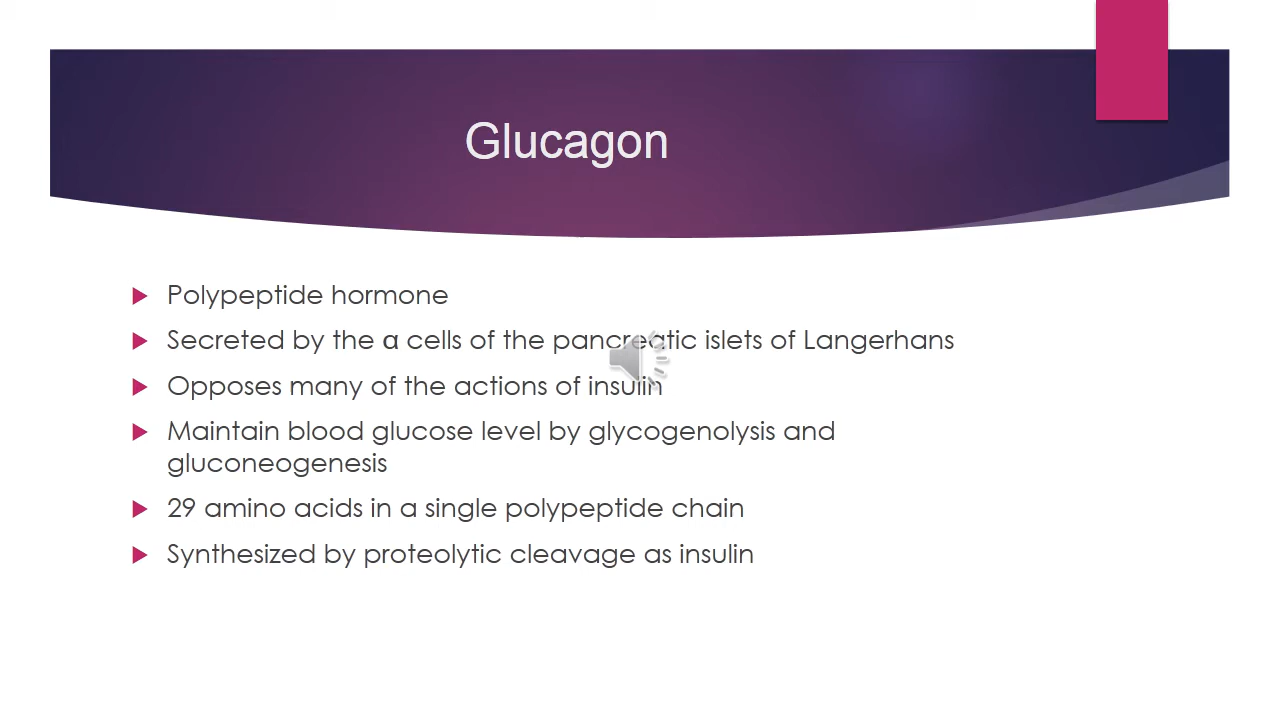 Glucagon
Polypeptide hormone
Secreted by the α cells of the pancreatic islets of Langerhans
Opposes many of the actions of insulin
Maintain blood glucose level by glycogenolysis and
gluconeogenesis
29 amino acids in a single polypeptide chain
Synthesized by proteolytic cleavage as insulin